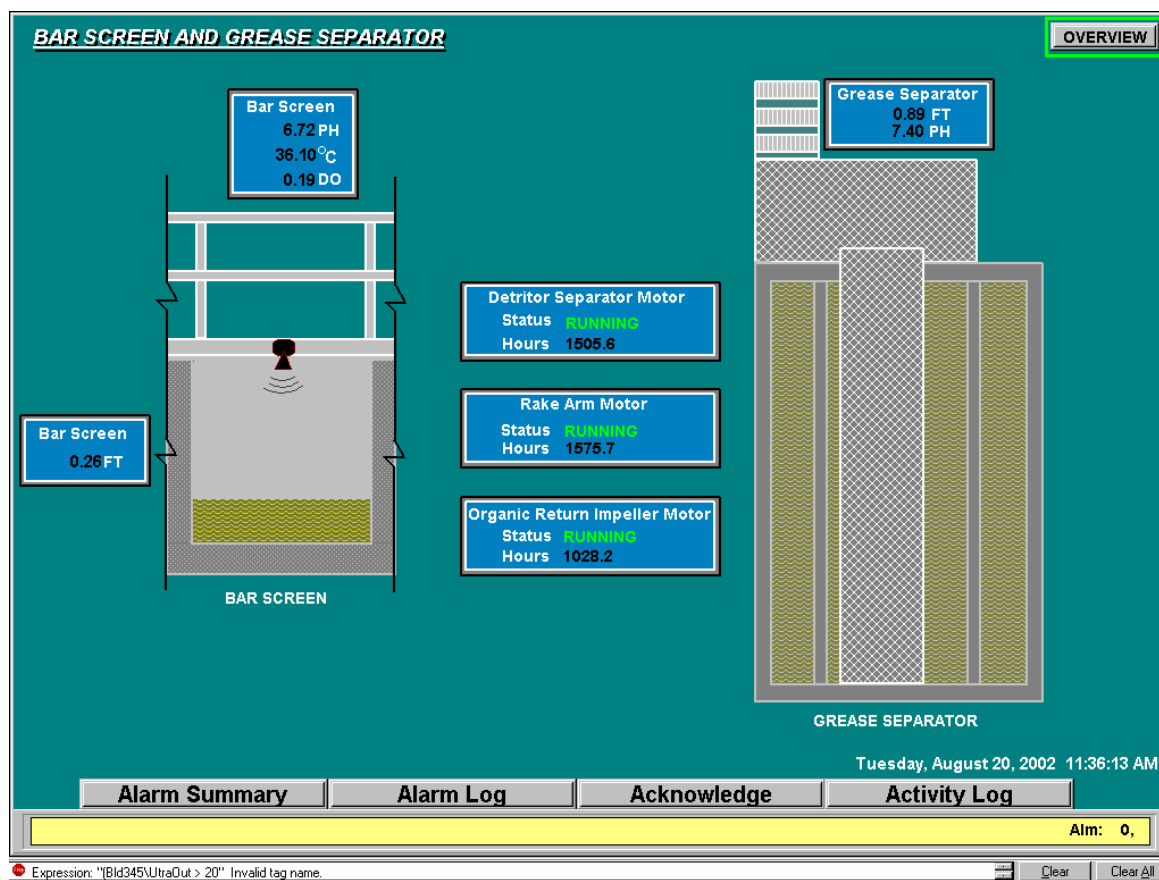 BAR SCREEN AND GREASE SEPARATOR
OVERVIEW
Bar Screen
6.72 PH
36.10°C
0.19 DO
Grease Separator
0.89 FT
7.40 PH
Detritor Separator Motor
Status RUNNING
Hours 1505.6
Bar Screen
0.26 FT
Rake Arm Motor
Status RUNNING
Hours 1575.7
Organic Return Impeller Motor
Status RUNNING
Hours 1028.2
BAR SCREEN
GREASE SEPARATOR
Tuesday, August 20, 2002 11:36:13 AM
Alarm Summary
Alarm Log
Acknowledge
Activity Log
Alm: 0,
Expression: "{Bld345\UtraOut > 20" Invalid tag name.
Clear
Clear All